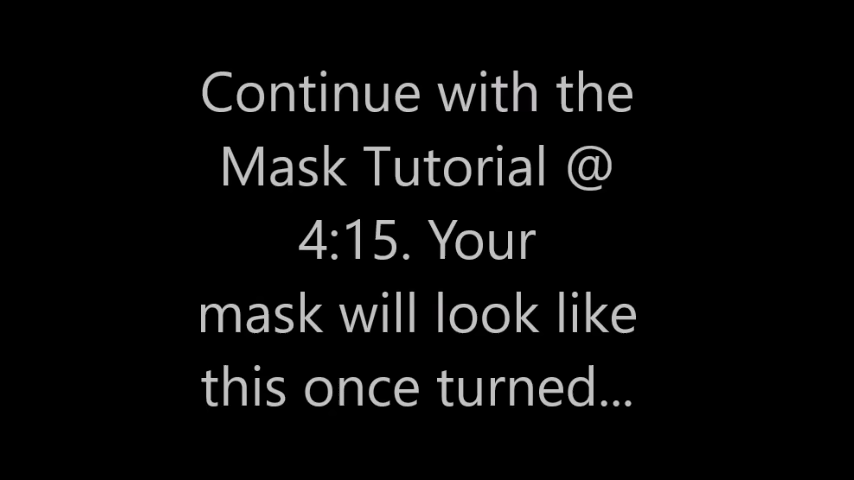 Continue with the
Mask Tutorial @
4:15. Your
mask will look like
this once turned...